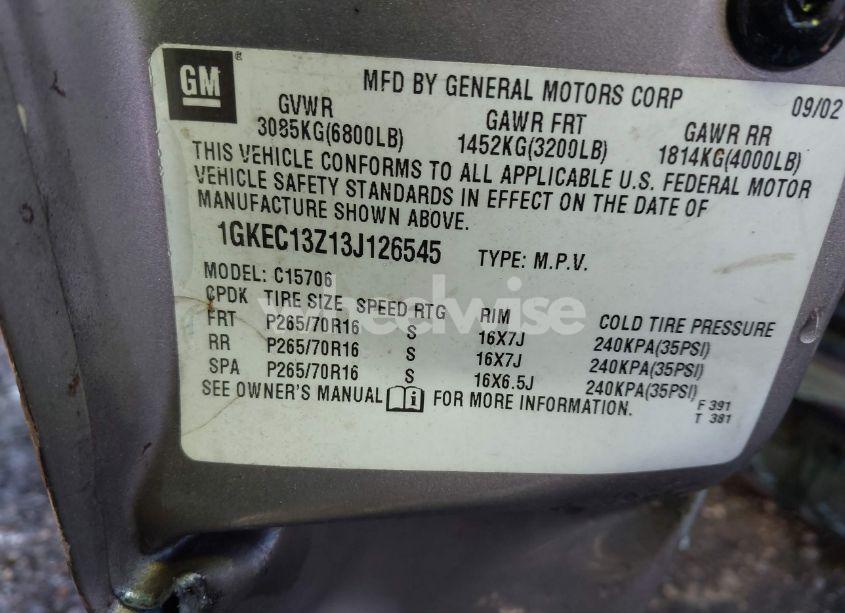 GM®
MFD BY GENERAL MOTORS CORP 09/02
GVWR GAWR FRT GAWR RR
3085KG(6800LB) 1452KG(3200LB) 1814KG(4000LB)
THIS VEHICLE CONFORMS TO ALL APPLICABLE U.S. FEDERAL MOTOR
VEHICLE SAFETY STANDARDS IN EFFECT ON THE DATE OF
MANUFACTURE SHOWN ABOVE.
1GKEC13Z13J126545 TYPE: M.P.V.
MODEL: C15706
CPDK TIRE SIZE SPEED RTG RIM COLD TIRE PRESSURE
FRT P265/70R16 S 16X7J 240KPA(35PSI)
RR P265/70R16 S 16X7J 240KPA(35PSI)
SPA P265/70R16 S 16X6.5J 240KPA(35PSI)
SEE OWNER'S MANUAL i FOR MORE INFORMATION.
F 391
T 381
wheelwise